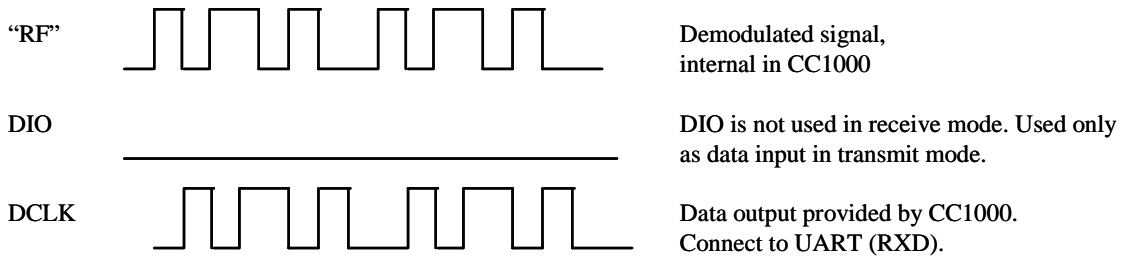 “RF”
Demodulated signal,
internal in CC1000
DIO
DIO is not used in receive mode. Used only
as data input in transmit mode.
DCLK
Data output provided by CC1000.
Connect to UART (RXD).